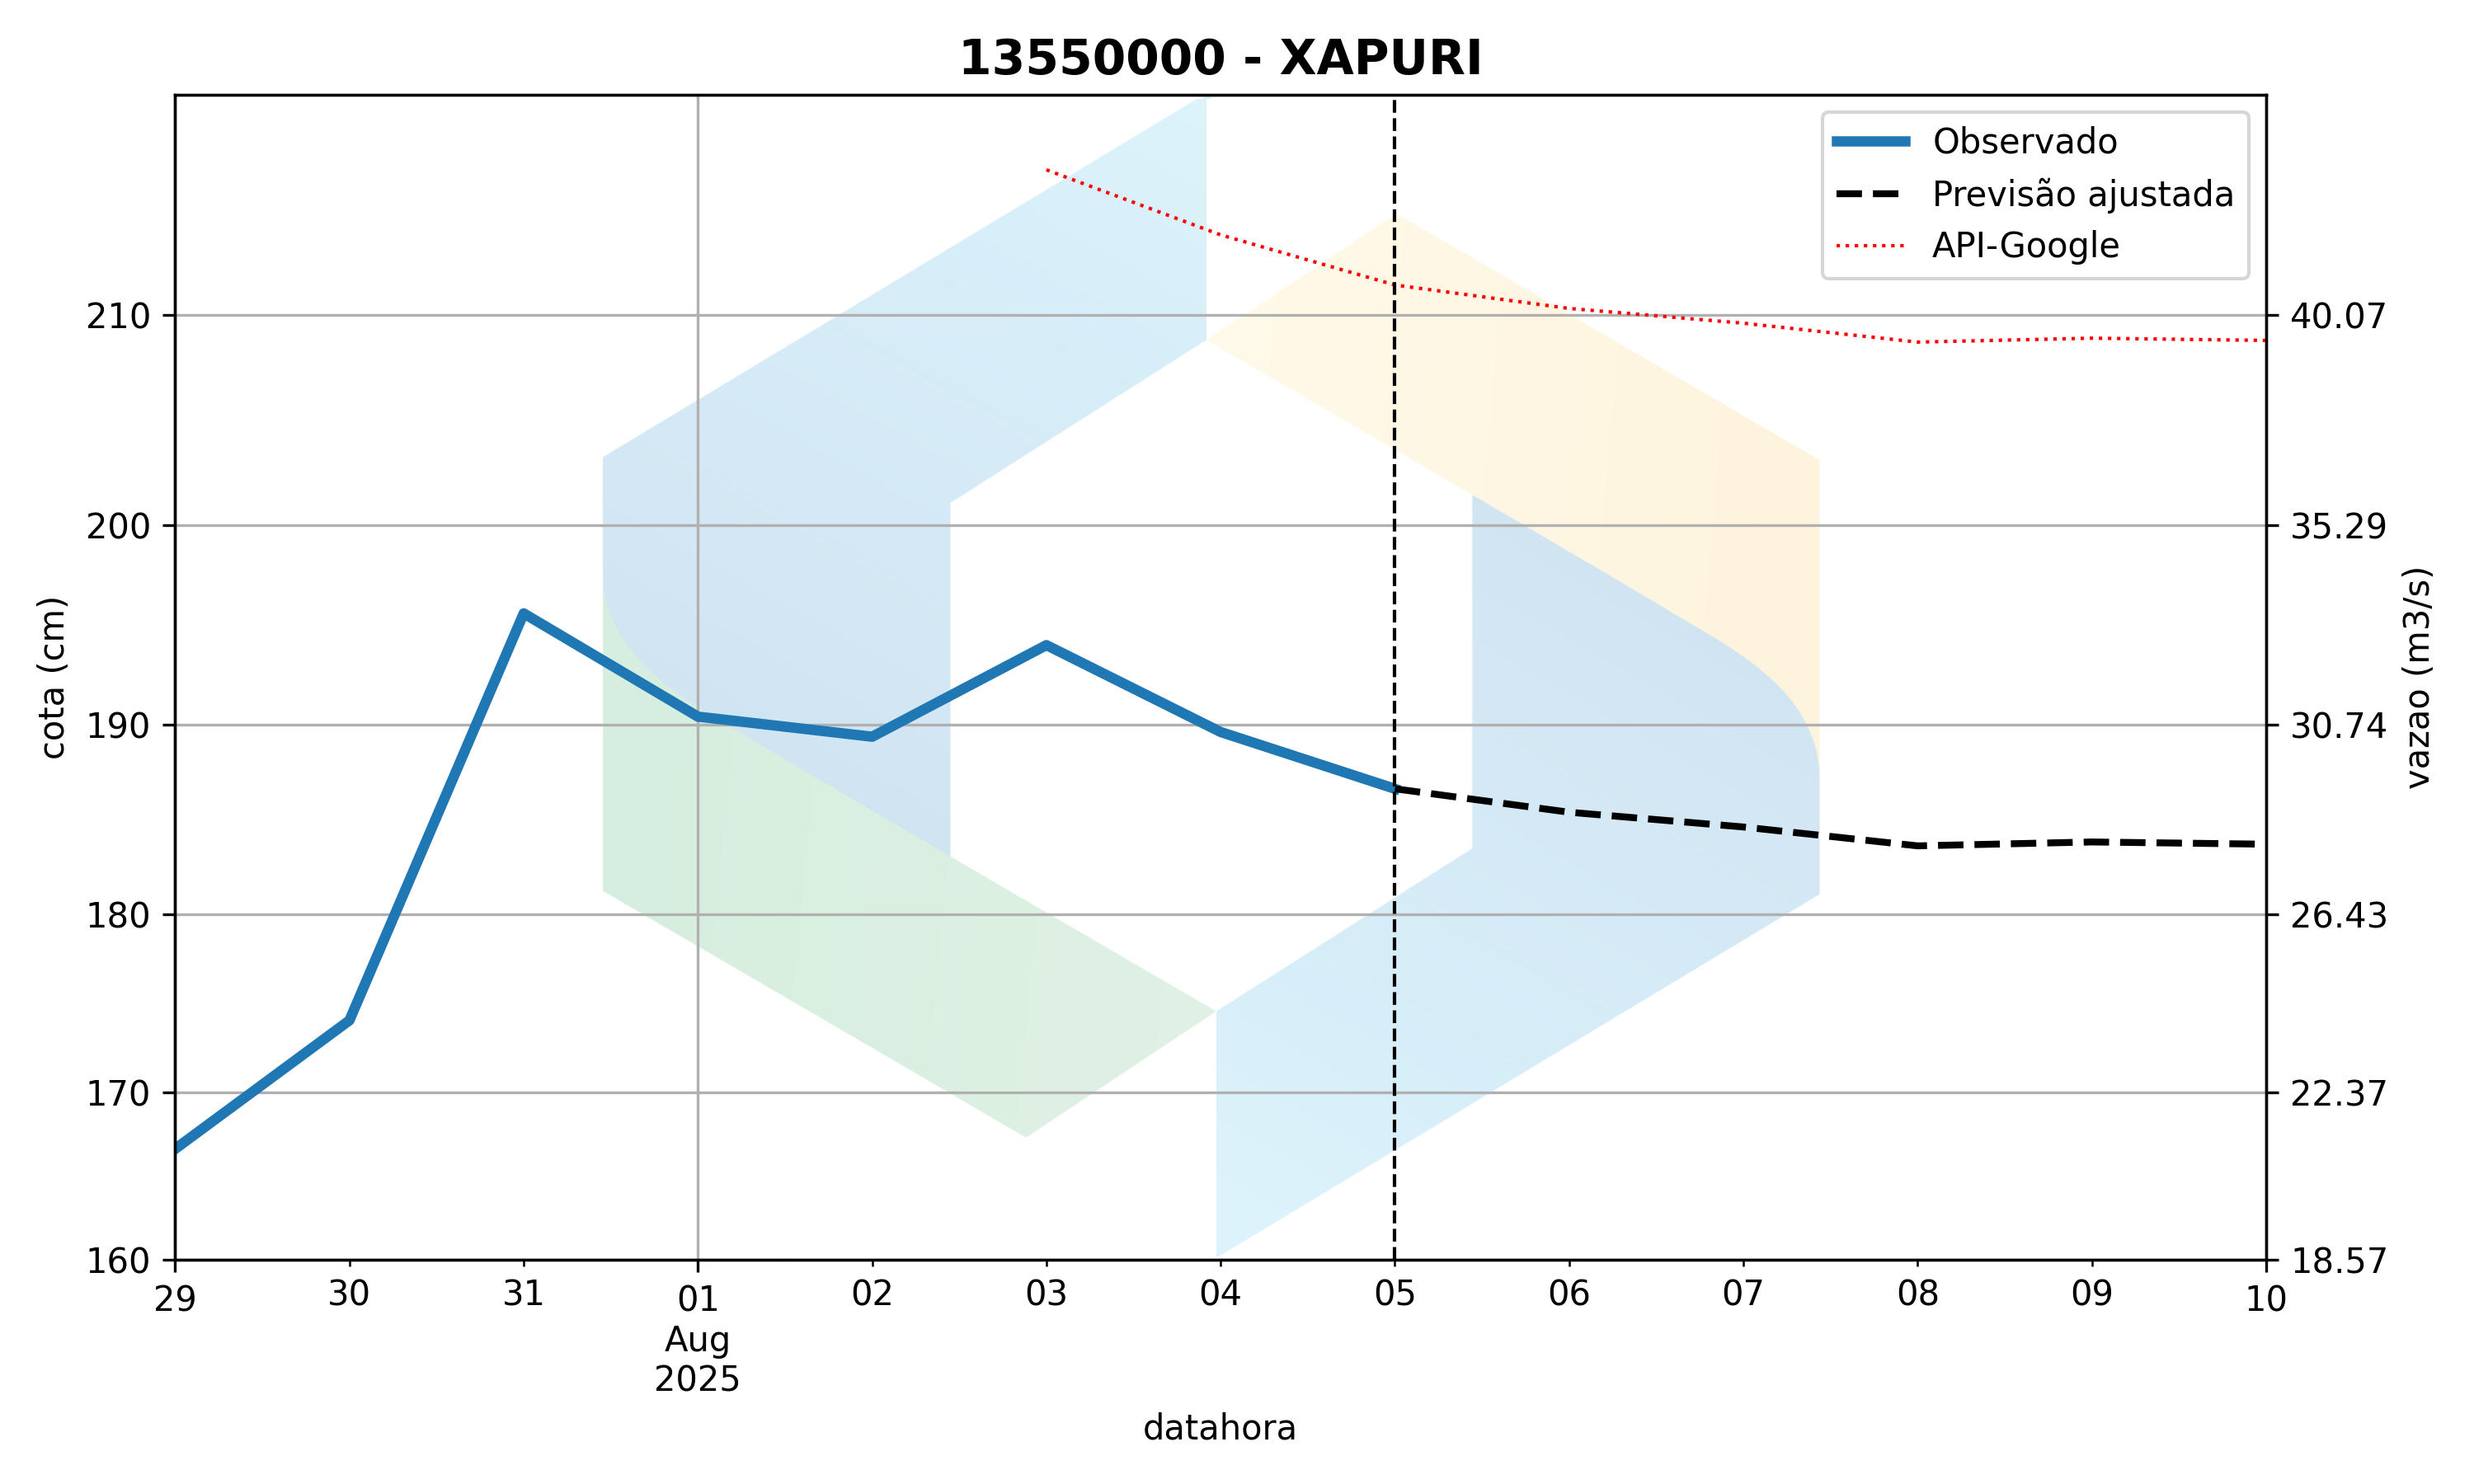 13550000 - XAPURI
Observado
Previsão ajustada
API-Google
210
200
190
180
170
160
cota (cm)
40.07
35.29
30.74
26.43
22.37
18.57
vazao (m3/s)
29 30 31 01 02 03 04 05 06 07 08 09 10
Aug
2025
datahora